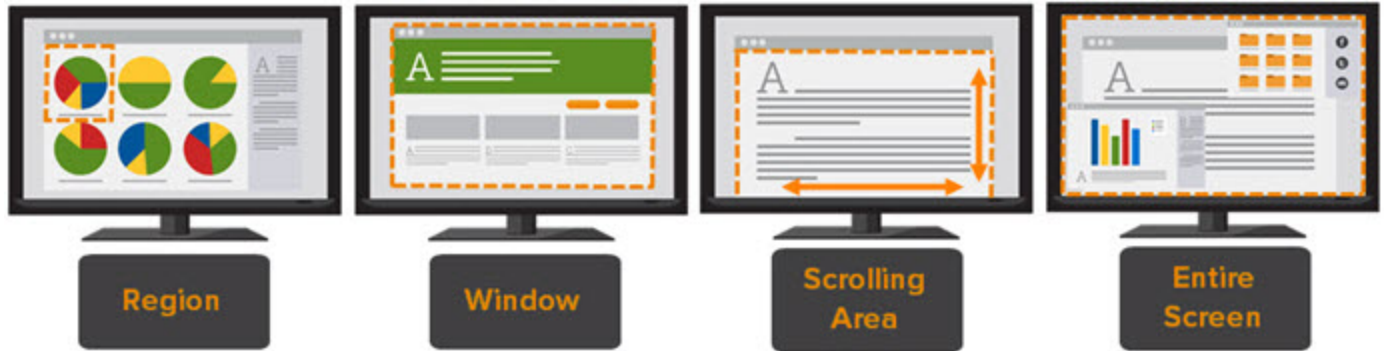 A
A
A
A
A
Region
Window
Scrolling
Area
Entire
Screen